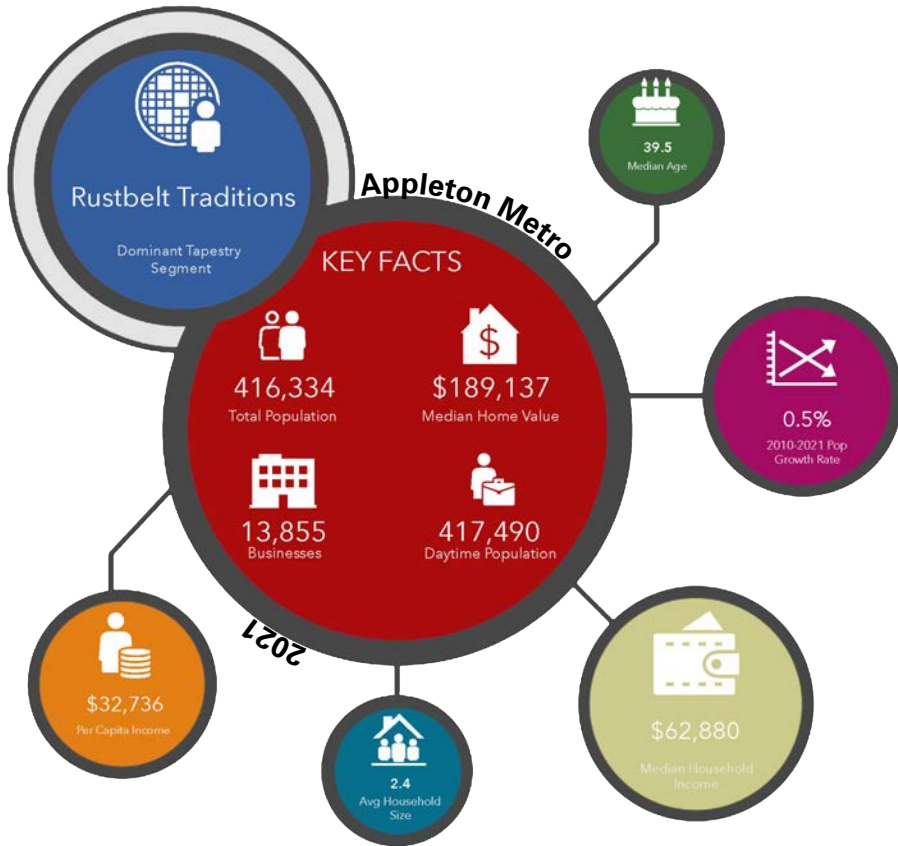 Rustbelt Traditions
Dominant Tapestry
Segment
Appleton Metro
2021
KEY FACTS
416,334
Total Population
$189,137
Median Home Value
13,855
Businesses
417,490
Daytime Population
39.5
Median Age
0.5%
2010-2021 Pop
Growth Rate
$62,880
Median Household
Income
2.4
Avg Household
Size
$32,736
Per Capita Income
$